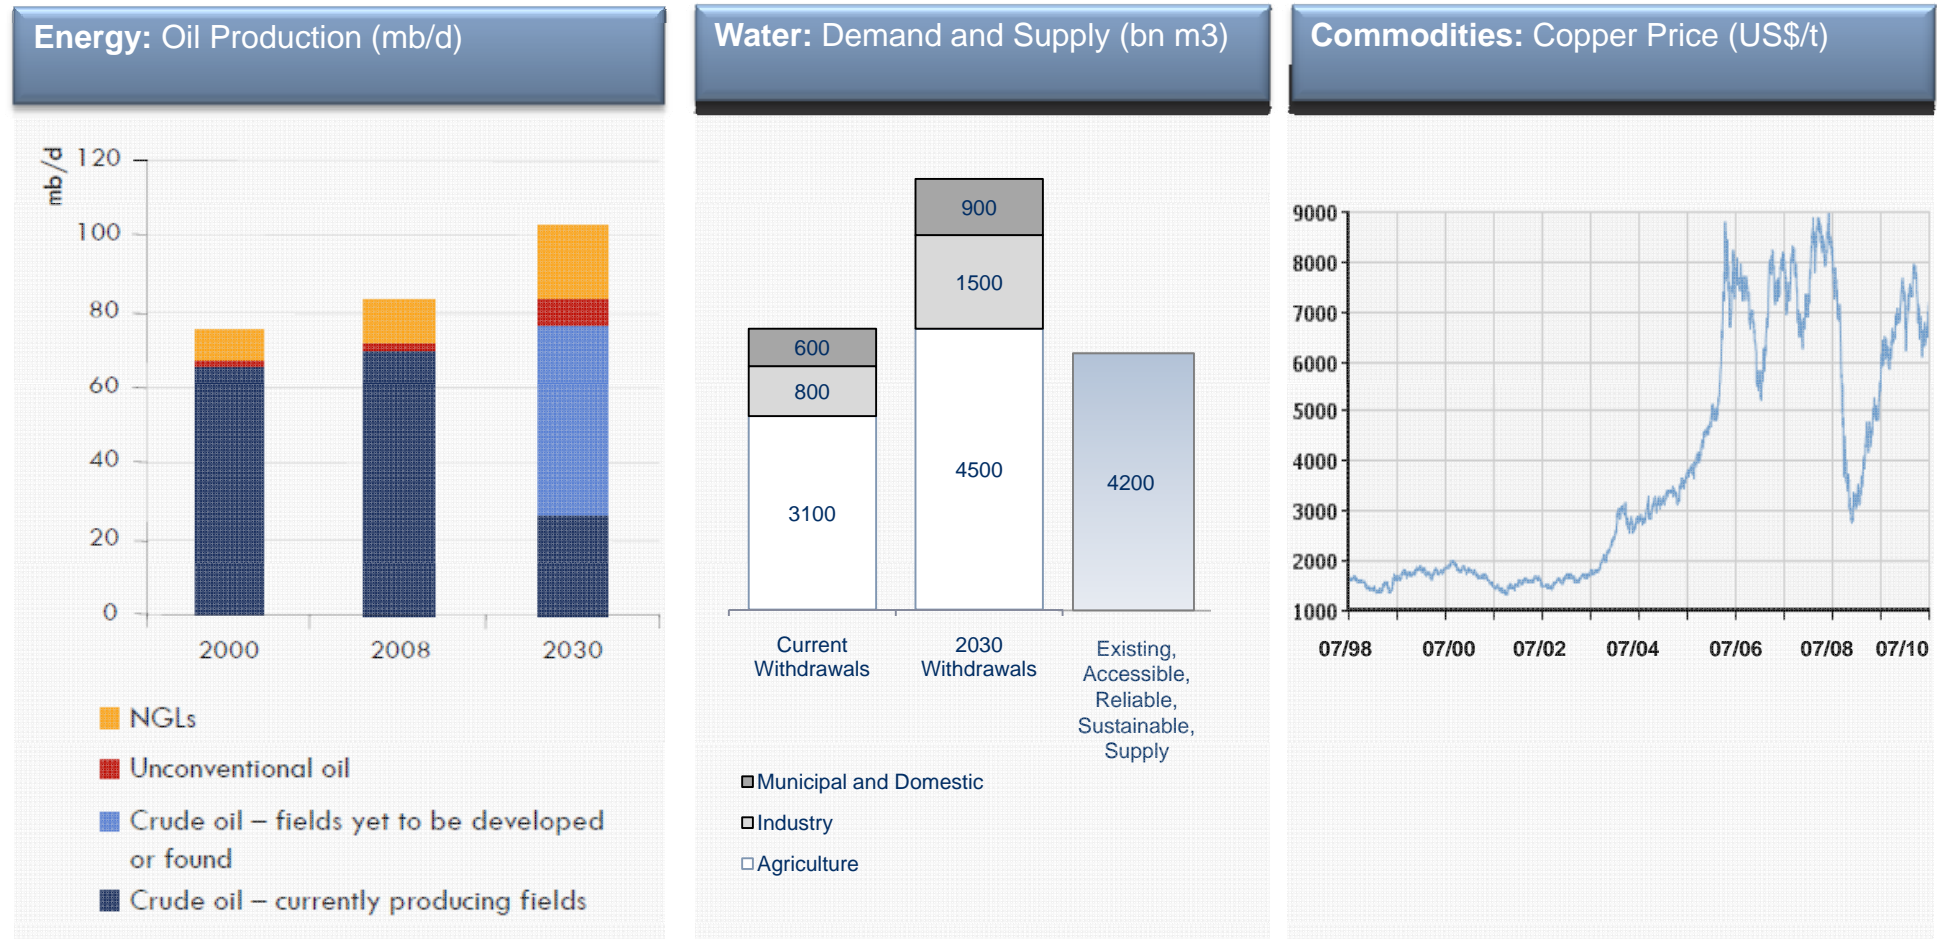 Energy: Oil Production (mb/d)
mb/d
120
100
80
60
40
20
0
2000
2008
2030
NGLs
Unconventional oil
Crude oil – fields yet to be developed
or found
Crude oil – currently producing fields
Water: Demand and Supply (bn m3)
900
1500
4500
600
800
3100
4200
Current
Withdrawals
2030
Withdrawals
Existing,
Accessible,
Reliable,
Sustainable,
Supply
Municipal and Domestic
Industry
Agriculture
Commodities: Copper Price (US$/t)
9000
8000
7000
6000
5000
4000
3000
2000
1000
07/98
07/00
07/02
07/04
07/06
07/08
07/10